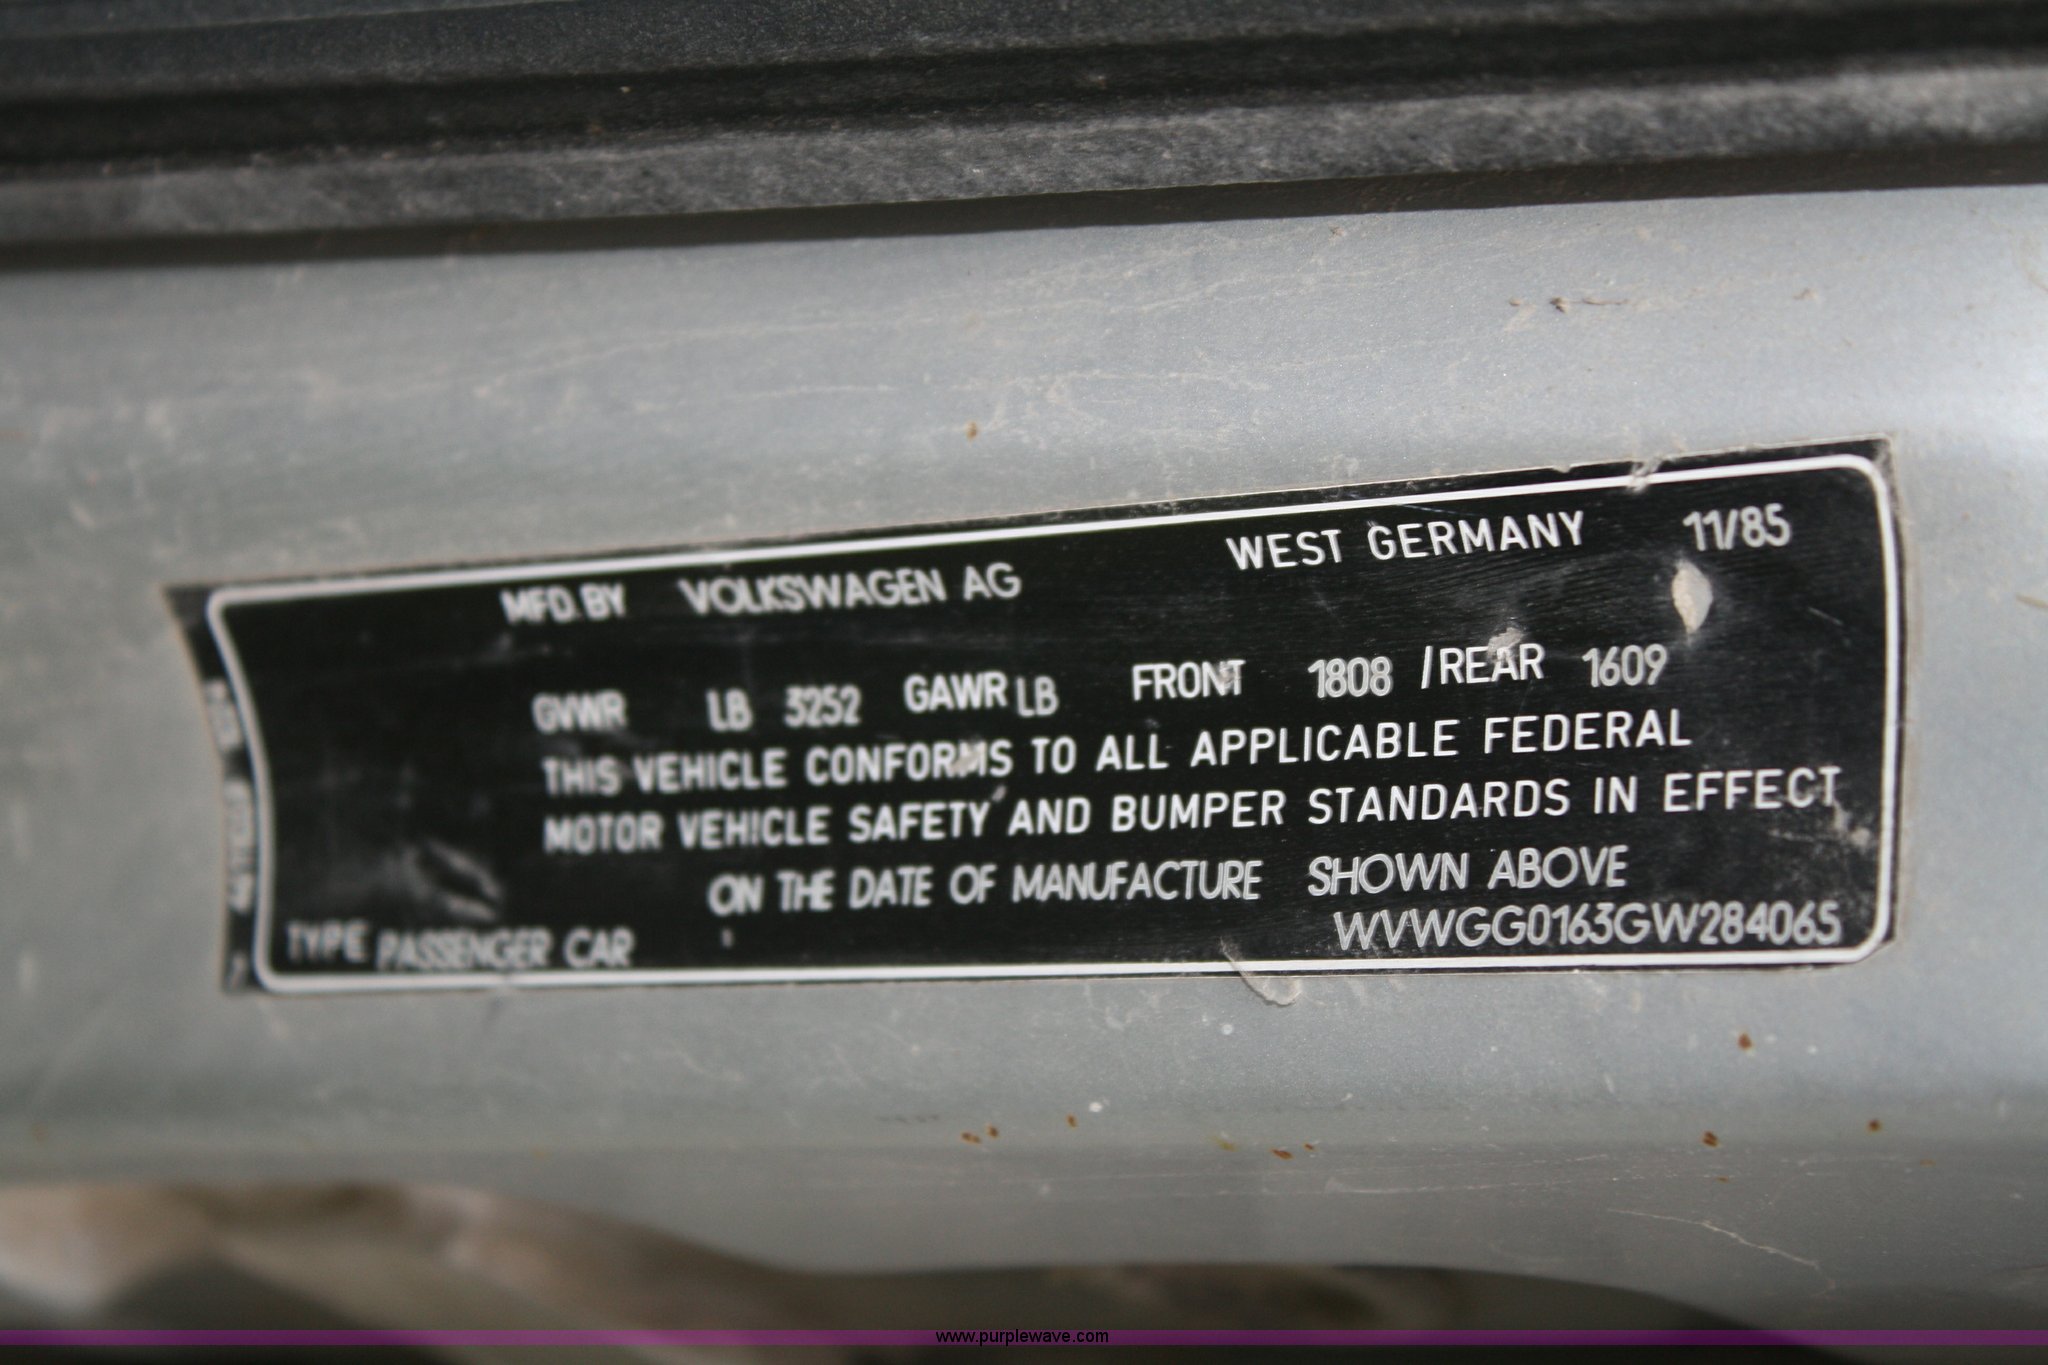 MFD. BY VOLKSWAGEN AG WEST GERMANY 11/85
GVWR LB 3252 GAWR LB FRONT 1808 /REAR 1609
THIS VEHICLE CONFORMS TO ALL APPLICABLE FEDERAL
MOTOR VEHICLE SAFETY AND BUMPER STANDARDS IN EFFECT
ON THE DATE OF MANUFACTURE SHOWN ABOVE
WVWGG0163GW284065
TYPE PASSENGER CAR
www.purplewave.com